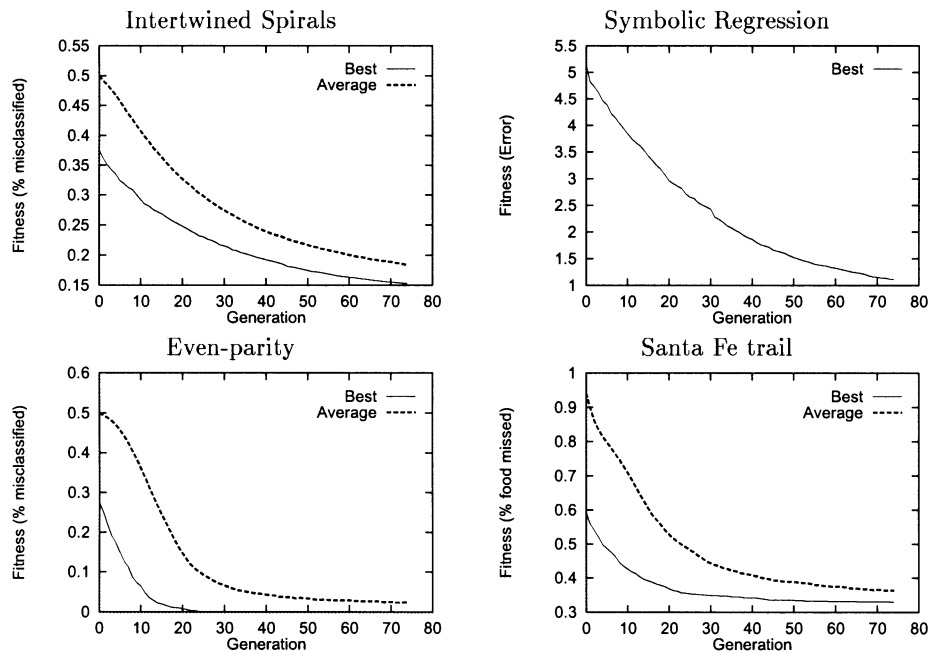 Intertwined Spirals
Fitness (% misclassified)
0.55
0.5
0.45
0.4
0.35
0.3
0.25
0.2
0.15
Best
Average
0 10 20 30 40 50 60 70 80
Generation
Symbolic Regression
Fitness (Error)
5.5
5
4.5
4
3.5
3
2.5
2
1.5
1
Best
0 10 20 30 40 50 60 70 80
Generation
Even-parity
Fitness (% misclassified)
0.6
0.5
0.4
0.3
0.2
0.1
0
Best
Average
0 10 20 30 40 50 60 70 80
Generation
Santa Fe trail
Fitness (% food missed)
1
0.9
0.8
0.7
0.6
0.5
0.4
0.3
Best
Average
0 10 20 30 40 50 60 70 80
Generation